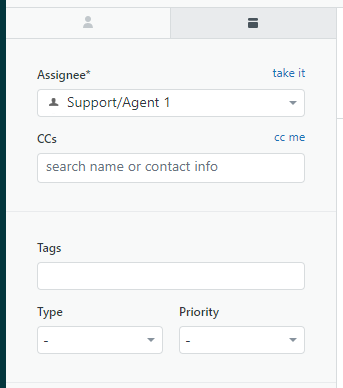 Assignee* take it
Support/Agent 1
CCs cc me
search name or contact info
Tags
Type Priority
- -